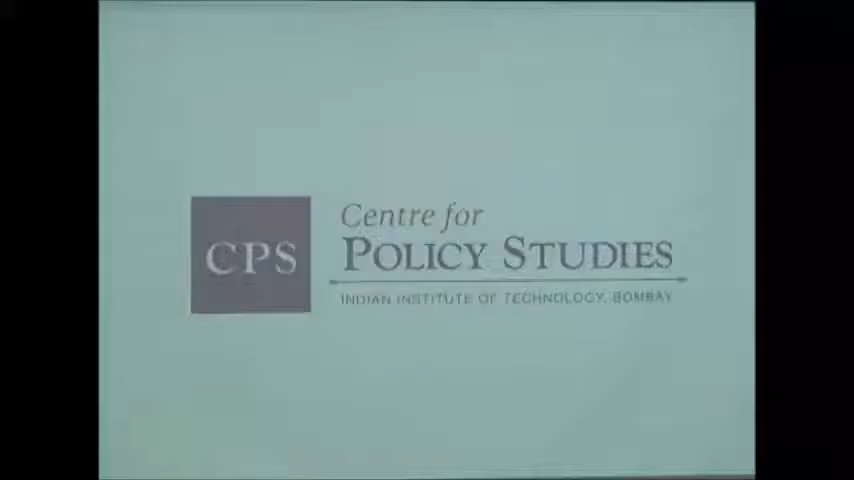 CPS
Centre for
POLICY STUDIES
INDIAN INSTITUTE OF TECHNOLOGY, BOMBAY